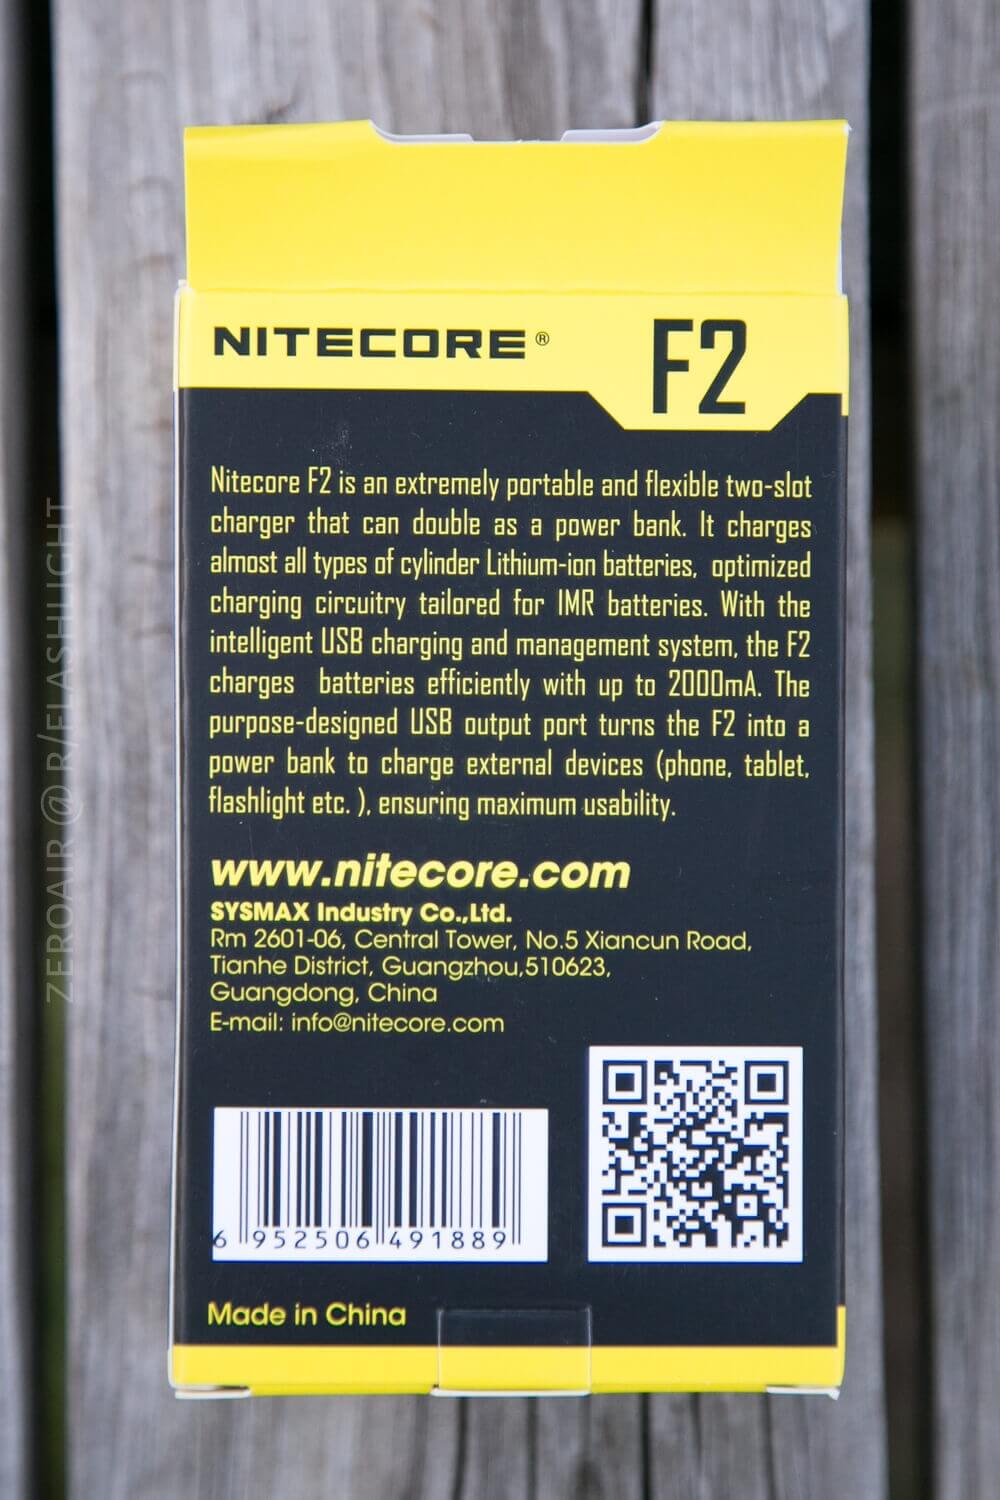 NITECORE®
F2
Nitecore F2 is an extremely portable and flexible two-slot
charger that can double as a power bank. It charges
almost all types of cylinder Lithium-ion batteries, optimized
charging circuitry tailored for IMR batteries. With the
intelligent USB charging and management system, the F2
charges batteries efficiently with up to 2000mA. The
purpose-designed USB output port turns the F2 into a
power bank to charge external devices (phone, tablet,
flashlight etc. ), ensuring maximum usability.
www.nitecore.com
SYSMAX Industry Co.,Ltd.
Rm 2601-06, Central Tower, No.5 Xiancun Road,
Tianhe District, Guangzhou,510623,
Guangdong, China
E-mail: info@nitecore.com
6 952506 491889
Made in China
ZEROAIR @ R/FLASHLIGHT